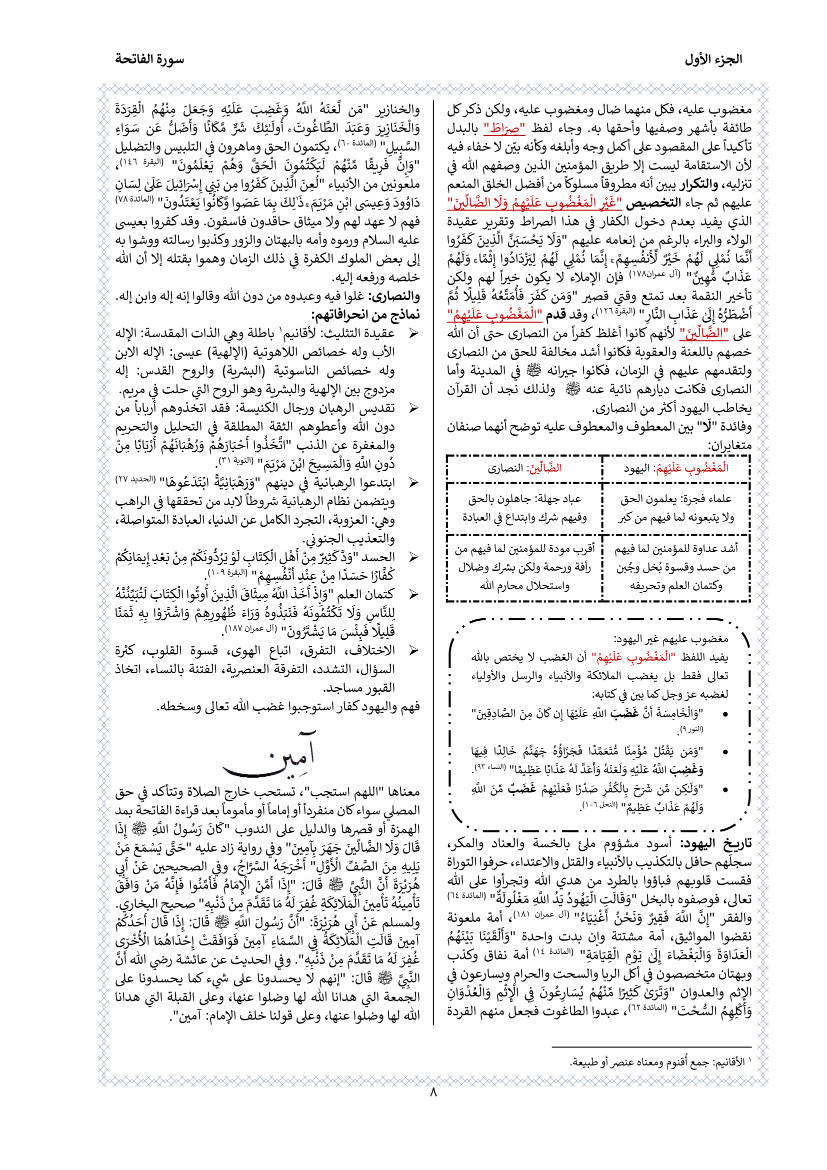 الجزء الأول
سورة الفاتحة
مغضوب عليه، فكل منهما ضال ومغضوب عليه، ولكن ذكر كل
طائفة بأشهر وصفيها وأحقها به. وجاء لفظ "صِرَاطَ" بالبدل
تأكيداً على المقصود على أكمل وجه وأبلغه وكأنه بيّن لا خفاء فيه
لأن الاستقامة ليست إلا طريق المؤمنين الذين وصفهم الله في
تنزليه، والتكرار يبين أنه مطروقاً مسلوكاً من أفضل الخلق المنعم
عليهم ثم جاء التخصيص "غَيْرِ الْمَغْضُوبِ عَلَيْهِمْ وَلَا الضَّالِّينَ"
الذي يفيد بعدم دخول الكفار في هذا الصراط وتقرير عقيدة
الولاء والبراء بالرغم من إنعامه عليهم "وَلَا يَحْسَبَنَّ الَّذِينَ كَفَرُوا
أَنَّمَا نُمْلِي لَهُمْ خَيْرٌ لِّأَنفُسِهِمْ ۚ إِنَّمَا نُمْلِي لَهُمْ لِيَزْدَادُوا إِثْمًا ۚ وَلَهُمْ
عَذَابٌ مُّهِينٌ" (آل عمران١٧٨) فإن الإملاء لا يكون خيراً لهم ولكن
تأخير النقمة بعد تمتع وقتي قصير "وَمَن كَفَرَ فَأُمَتِّعُهُ قَلِيلًا ثُمَّ
أَضْطَرُّهُ إِلَىٰ عَذَابِ النَّارِ" (البقرة ١٢٦)، وقد قدم "الْمَغْضُوبِ عَلَيْهِمْ"
على "الضَّالِّينَ" لأنهم كانوا أغلظ كفراً من النصارى حتى أن الله
خصهم باللعنة والعقوبة فكانوا أشد مخالفة للحق من النصارى
ولتقدمهم عليهم في الزمان، فكانوا جيرانه ﷺ في المدينة وأما
النصارى فكانت ديارهم نائية عنه ﷺ ولذلك نجد أن القرآن
يخاطب اليهود أكثر من النصارى.
وفائدة "لَا" بين المعطوف والمعطوف عليه توضح أنهما صنفان
متغايران:
الْمَغْضُوبِ عَلَيْهِمْ: اليهود
الضَّالِّينَ: النصارى
علماء فجرة: يعلمون الحق
ولا يتبعونه لما فيهم من كبر
عباد جهلة: جاهلون بالحق
وفيهم شرك وابتداع في العبادة
أشد عداوة للمؤمنين لما فيهم
من حسد وقسوة بُخل وجُبن
وكتمان العلم وتحريفه
أقرب مودة للمؤمنين لما فيهم من
رأفة ورحمة ولكن بشرك وضلال
واستحلال محارم الله
مغضوب عليهم غير اليهود:
يفيد اللفظ "الْمَغْضُوبِ عَلَيْهِمْ" أن الغضب لا يختص بالله
تعالى فقط بل يغضب الملائكة والأنبياء والرسل والأولياء
لغضبه عز وجل كما بين في كتابه:
• "وَالْخَامِسَةَ أَنَّ غَضَبَ اللَّهِ عَلَيْهَا إِن كَانَ مِنَ الصَّادِقِينَ"
(النور ٩).
• "وَمَن يَقْتُلْ مُؤْمِنًا مُّتَعَمِّدًا فَجَزَاؤُهُ جَهَنَّمُ خَالِدًا فِيهَا
وَغَضِبَ اللَّهُ عَلَيْهِ وَلَعَنَهُ وَأَعَدَّ لَهُ عَذَابًا عَظِيمًا" (النساء ٩٣).
• "وَلَٰكِن مَّن شَرَحَ بِالْكُفْرِ صَدْرًا فَعَلَيْهِمْ غَضَبٌ مِّنَ اللَّهِ
وَلَهُمْ عَذَابٌ عَظِيمٌ" (النحل ١٠٦).
تاريخ اليهود: أسود مشؤوم ملئ بالخسة والعناد والمكر،
سجلّهم حافل بالتكذيب بالأنبياء والقتل والاعتداء، حرفوا التوراة
فقست قلوبهم فباؤوا بالطرد من هدي الله وتجرأوا على الله
تعالى، فوصفوه بالبخل "وَقَالَتِ الْيَهُودُ يَدُ اللَّهِ مَغْلُولَةٌ" (المائدة ٦٤)
والفقر "إِنَّ اللَّهَ فَقِيرٌ وَنَحْنُ أَغْنِيَاءُ" (آل عمران ١٨١)، أمة ملعونة
نقضوا المواثيق، أمة مشتتة وإن بدت واحدة "وَأَلْقَيْنَا بَيْنَهُمُ
الْعَدَاوَةَ وَالْبَغْضَاءَ إِلَىٰ يَوْمِ الْقِيَامَةِ" (المائدة ١٤) أمة نفاق وكذب
وبهتان متخصصون في أكل الربا والسحت والحرام ويسارعون في
الإثم والعدوان "وَتَرَىٰ كَثِيرًا مِّنْهُمْ يُسَارِعُونَ فِي الْإِثْمِ وَالْعُدْوَانِ
وَأَكْلِهِمُ السُّحْتَ" (المائدة ٦٢)، عبدوا الطاغوت فجعل منهم القردة
والخنازير "مَن لَّعَنَهُ اللَّهُ وَغَضِبَ عَلَيْهِ وَجَعَلَ مِنْهُمُ الْقِرَدَةَ
وَالْخَنَازِيرَ وَعَبَدَ الطَّاغُوتَ ۚ أُولَٰئِكَ شَرٌّ مَّكَانًا وَأَضَلُّ عَن سَوَاءِ
السَّبِيلِ" (المائدة ٦٠)، يكتمون الحق وماهرون في التلبيس والتضليل
"وَإِنَّ فَرِيقًا مِّنْهُمْ لَيَكْتُمُونَ الْحَقَّ وَهُمْ يَعْلَمُونَ" (البقرة ١٤٦)،
ملعونين من الأنبياء "لُعِنَ الَّذِينَ كَفَرُوا مِن بَنِي إِسْرَائِيلَ عَلَىٰ لِسَانِ
دَاوُودَ وَعِيسَى ابْنِ مَرْيَمَ ۚ ذَٰلِكَ بِمَا عَصَوا وَّكَانُوا يَعْتَدُونَ" (المائدة ٧٨)
فهم لا عهد لهم ولا ميثاق حاقدون فاسقون. وقد كفروا بعيسى
عليه السلام ورموه وأمه بالبهتان والزور وكذبوا رسالته ووشوا به
إلى بعض الملوك الكفرة في ذلك الزمان وهموا بقتله إلا أن الله
خلصه ورفعه إليه.
والنصارى: غلوا فيه وعبدوه من دون الله وقالوا إنه إله وابن إله.
نماذج من انحرافاتهم:
➢ عقيدة التثليث: لأقانيم١ باطلة وهي الذات المقدسة: الإله
الأب وله خصائص اللاهوتية (الإلهية) عيسى: الإله الابن
وله خصائص الناسوتية (البشرية) والروح القدس: إله
مزدوج بين الإلهية والبشرية وهو الروح التي حلت في مريم.
➢ تقديس الرهبان ورجال الكنيسة: فقد اتخذوهم أرباباً من
دون الله وأعطوهم الثقة المطلقة في التحليل والتحريم
والمغفرة عن الذنب "اتَّخَذُوا أَحْبَارَهُمْ وَرُهْبَانَهُمْ أَرْبَابًا مِنْ
دُونِ اللَّهِ وَالْمَسِيحَ ابْنَ مَرْيَمَ" (التوبة ٣١).
➢ ابتدعوا الرهبانية في دينهم "وَرَهْبَانِيَّةً ابْتَدَعُوهَا" (الحديد ٢٧)
ويتضمن نظام الرهبانية شروطاً لابد من تحققها في الراهب
وهي: العزوبة، التجرد الكامل عن الدنيا، العبادة المتواصلة،
والتعذيب الجنوني.
➢ الحسد "وَدَّ كَثِيرٌ مِنْ أَهْلِ الْكِتَابِ لَوْ يَرُدُّونَكُمْ مِنْ بَعْدِ إِيمَانِكُمْ
كُفَّارًا حَسَدًا مِنْ عِنْدِ أَنْفُسِهِمْ" (البقرة ١٠٩).
➢ كتمان العلم "وَإِذْ أَخَذَ اللَّهُ مِيثَاقَ الَّذِينَ أُوتُوا الْكِتَابَ لَتُبَيِّنُنَّهُ
لِلنَّاسِ وَلَا تَكْتُمُونَهُ فَنَبَذُوهُ وَرَاءَ ظُهُورِهِمْ وَاشْتَرَوْا بِهِ ثَمَنًا
قَلِيلًا فَبِئْسَ مَا يَشْتَرُونَ" (آل عمران ١٨٧).
➢ الاختلاف، التفرق، اتباع الهوى، قسوة القلوب، كثرة
السؤال، التشدد، التفرقة العنصرية، الفتنة بالنساء، اتخاذ
القبور مساجد.
فهم واليهود كفار استوجبوا غضب الله تعالى وسخطه.
آمِين
معناها "اللهم استجب"، تستحب خارج الصلاة وتتأكد في حق
المصلي سواء كان منفرداً أو إماماً أو مأموماً بعد قراءة الفاتحة بمد
الهمزة أو قصرها والدليل على الندوب "كَانَ رَسُولُ اللَّهِ ﷺ إِذَا
قَالَ وَلَا الضَّالِّينَ جَهَرَ بِآمِينَ" وفي رواية زاد عليه "حَتَّى يَسْمَعَ مَنْ
يَلِيهِ مِنَ الصَّفِّ الْأَوَّلِ" أَخْرَجَهُ السَّرَّاجُ، وفي الصحيحين عَنْ أَبِي
هُرَيْرَةَ أَنَّ النَّبِيَّ ﷺ قَالَ: "إِذَا أَمَّنَ الْإِمَامُ فَأَمِّنُوا فَإِنَّهُ مَنْ وَافَقَ
تَأْمِينُهُ تَأْمِينَ الْمَلَائِكَةِ غُفِرَ لَهُ مَا تَقَدَّمَ مِنْ ذَنْبِهِ" صحيح البخاري.
ولمسلم عَنْ أَبِي هُرَيْرَةَ: "أَنَّ رَسُولَ اللَّهِ ﷺ قَالَ: إِذَا قَالَ أَحَدُكُمْ
آمِينَ قَالَتِ الْمَلَائِكَةُ فِي السَّمَاءِ آمِينَ فَوَافَقَتْ إِحْدَاهُمَا الْأُخْرَى
غُفِرَ لَهُ مَا تَقَدَّمَ مِنْ ذَنْبِهِ". وفي الحديث عن عائشة رضي الله أَنَّ
النَّبِيَّ ﷺ قَالَ: "إنهم لا يحسدونا على شيء كما يحسدونا على
الجمعة التي هدانا الله لها وضلوا عنها، وعلى القبلة التي هدانا
الله لها وضلوا عنها، وعلى قولنا خلف الإمام: آمين".
١ الأقانيم: جمع أُقنوم ومعناه عنصر أو طبيعة.
٨